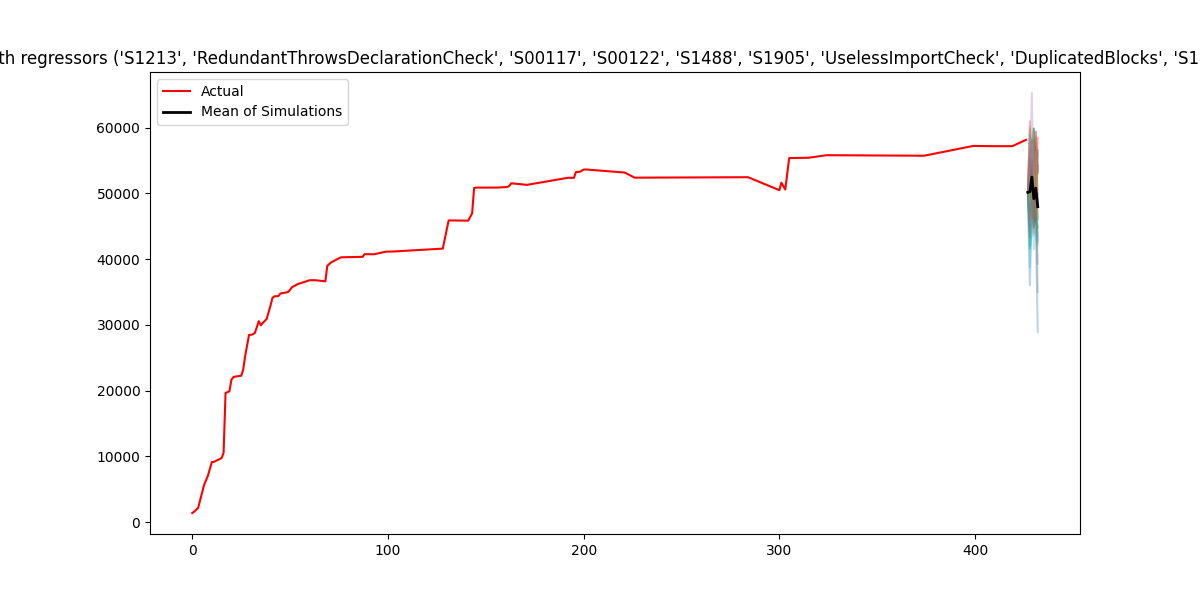 th regressors ('S1213', 'RedundantThrowsDeclarationCheck', 'S00117', 'S00122', 'S1488', 'S1905', 'UselessImportCheck', 'DuplicatedBlocks', 'S1
Actual
Mean of Simulations
60000
50000
40000
30000
20000
10000
0
0 100 200 300 400